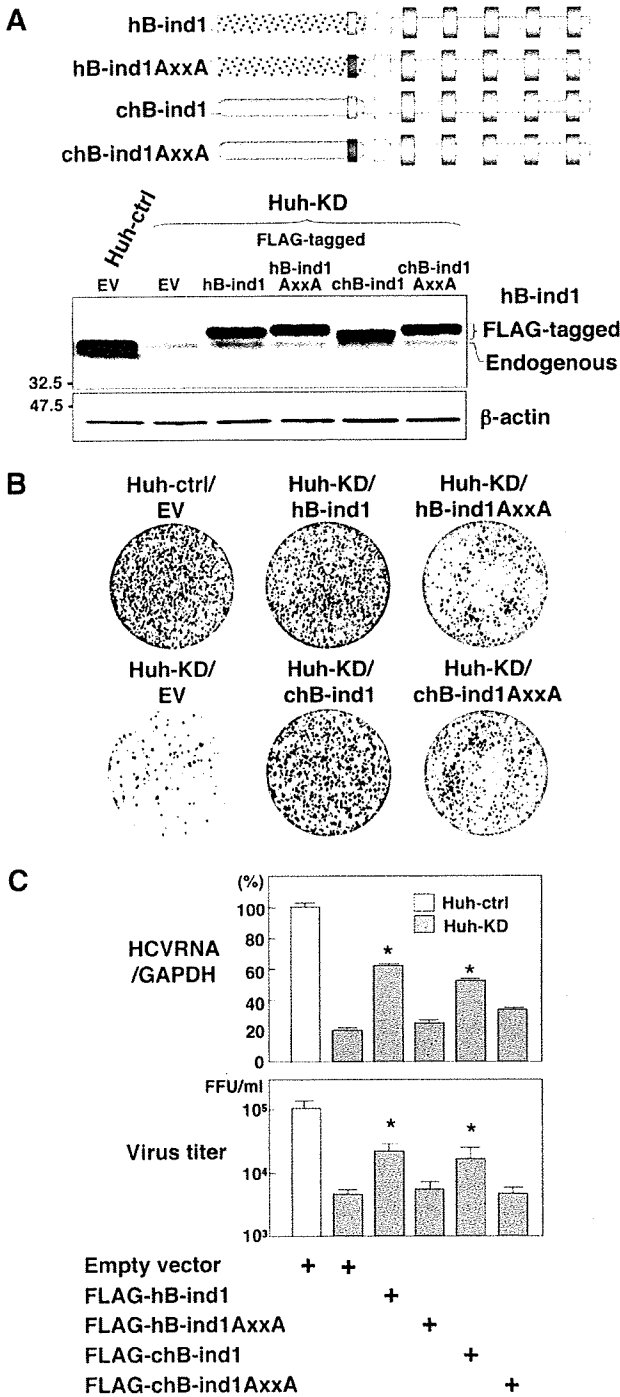 A
hB-ind1
hB-ind1AxxA
chB-ind1
chB-ind1AxxA
Huh-ctrl
Huh-KD
FLAG-tagged
EV EV hB-ind1 hB-ind1 AxxA chB-ind1 chB-ind1 AxxA
hB-ind1
FLAG-tagged
Endogenous
32.5
47.5
β-actin
B
Huh-ctrl/ Huh-KD/ Huh-KD/
EV hB-ind1 hB-ind1AxxA
Huh-KD/ Huh-KD/ Huh-KD/
EV chB-ind1 chB-ind1AxxA
C
(%)
100
80
60
40
20
0
HCVRNA
/GAPDH
Huh-ctrl
Huh-KD
* *
FFU/ml
10⁵
10⁴
10³
Virus titer
* *
Empty vector + +
FLAG-hB-ind1 +
FLAG-hB-ind1AxxA +
FLAG-chB-ind1 +
FLAG-chB-ind1AxxA +